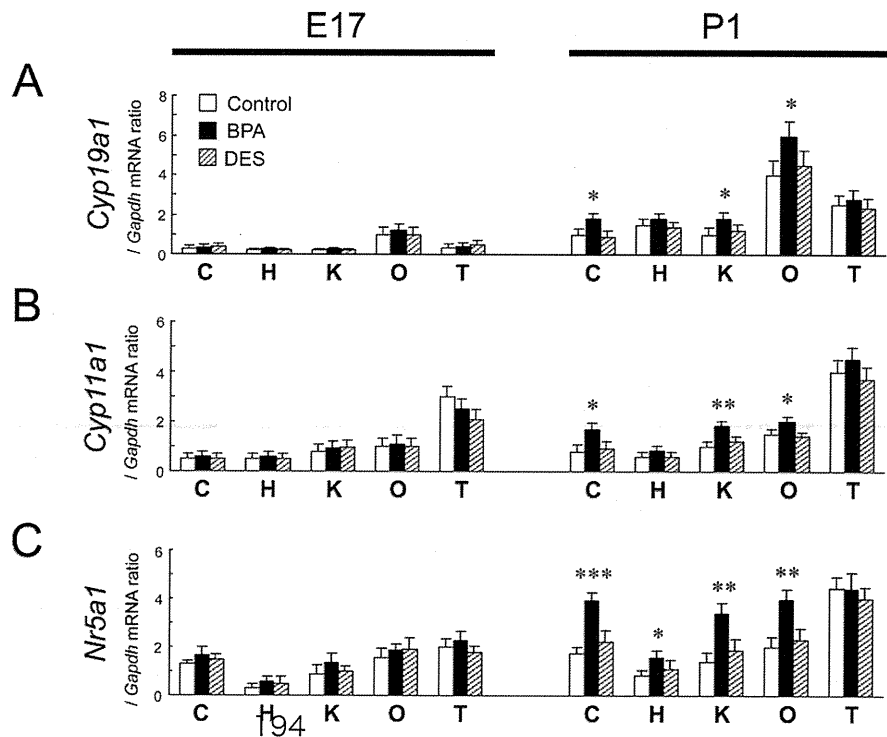 E17 P1
A
Cyp19a1
/ Gapdh mRNA ratio
8
6
4
2
0
Control
BPA
DES
* * *
C H K O T C H K O T
B
Cyp11a1
/ Gapdh mRNA ratio
6
4
2
0
* ** *
C H K O T C H K O T
C
Nr5a1
/ Gapdh mRNA ratio
6
4
2
0
*** * ** **
C H K O T C H K O T
194